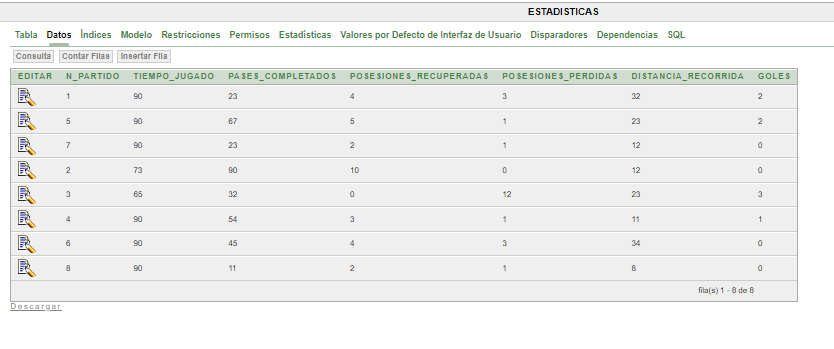 ESTADISTICAS
Tabla Datos Índices Modelo Restricciones Permisos Estadísticas Valores por Defecto de Interfaz de Usuario Disparadores Dependencias SQL
Consulta Contar Filas Insertar Fila
EDITAR N_PARTIDO TIEMPO_JUGADO PASES_COMPLETADOS POSESIONES_RECUPERADAS POSESIONES_PERDIDAS DISTANCIA_RECORRIDA GOLES
1 90 23 4 3 32 2
5 90 67 5 1 23 2
7 90 23 2 1 12 0
2 73 90 10 0 12 0
3 65 32 0 12 23 3
4 90 54 3 1 11 1
6 90 45 4 3 34 0
8 90 11 2 1 8 0
fila(s) 1 - 8 de 8
Descargar